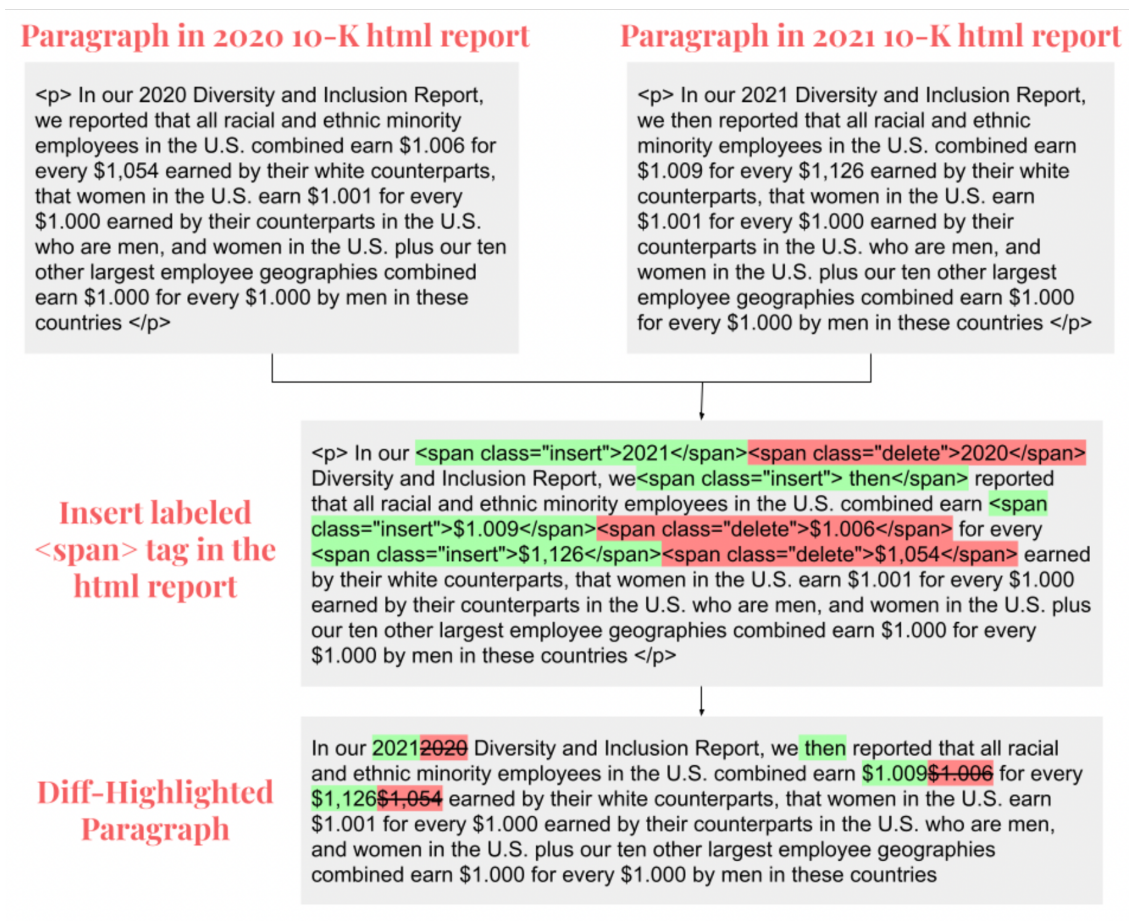 Paragraph in 2020 10-K html report
<p> In our 2020 Diversity and Inclusion Report,
we reported that all racial and ethnic minority
employees in the U.S. combined earn $1.006 for
every $1,054 earned by their white counterparts,
that women in the U.S. earn $1.001 for every
$1.000 earned by their counterparts in the U.S.
who are men, and women in the U.S. plus our ten
other largest employee geographies combined
earn $1.000 for every $1.000 by men in these
countries </p>
Paragraph in 2021 10-K html report
<p> In our 2021 Diversity and Inclusion Report,
we then reported that all racial and ethnic
minority employees in the U.S. combined earn
$1.009 for every $1,126 earned by their white
counterparts, that women in the U.S. earn
$1.001 for every $1.000 earned by their
counterparts in the U.S. who are men, and
women in the U.S. plus our ten other largest
employee geographies combined earn $1.000
for every $1.000 by men in these countries </p>
Insert labeled
<span> tag in the
html report
<p> In our <span class="insert">2021</span><span class="delete">2020</span>
Diversity and Inclusion Report, we<span class="insert"> then</span> reported
that all racial and ethnic minority employees in the U.S. combined earn <span
class="insert">$1.009</span><span class="delete">$1.006</span> for every
<span class="insert">$1,126</span><span class="delete">$1,054</span> earned
by their white counterparts, that women in the U.S. earn $1.001 for every $1.000
earned by their counterparts in the U.S. who are men, and women in the U.S. plus
our ten other largest employee geographies combined earn $1.000 for every
$1.000 by men in these countries </p>
Diff-Highlighted
Paragraph
In our 20212020 Diversity and Inclusion Report, we then reported that all racial
and ethnic minority employees in the U.S. combined earn $1.009$1.006 for every
$1,126$1,054 earned by their white counterparts, that women in the U.S. earn
$1.001 for every $1.000 earned by their counterparts in the U.S. who are men,
and women in the U.S. plus our ten other largest employee geographies
combined earn $1.000 for every $1.000 by men in these countries